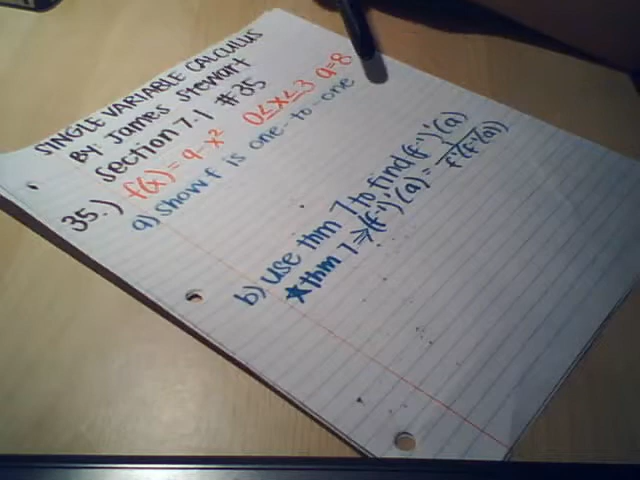 SINGLE VARIABLE CALCULUS
BY: James Stewart
Section 7.1 #35
35.) f(x) = 9-x² 0≤x≤3 a=8
a) Show f is one-to-one
b) use thm 7 to find (f⁻¹)'(a)
★thm 7 ⇒ (f⁻¹)'(a) = 1/f'(f⁻¹(a))